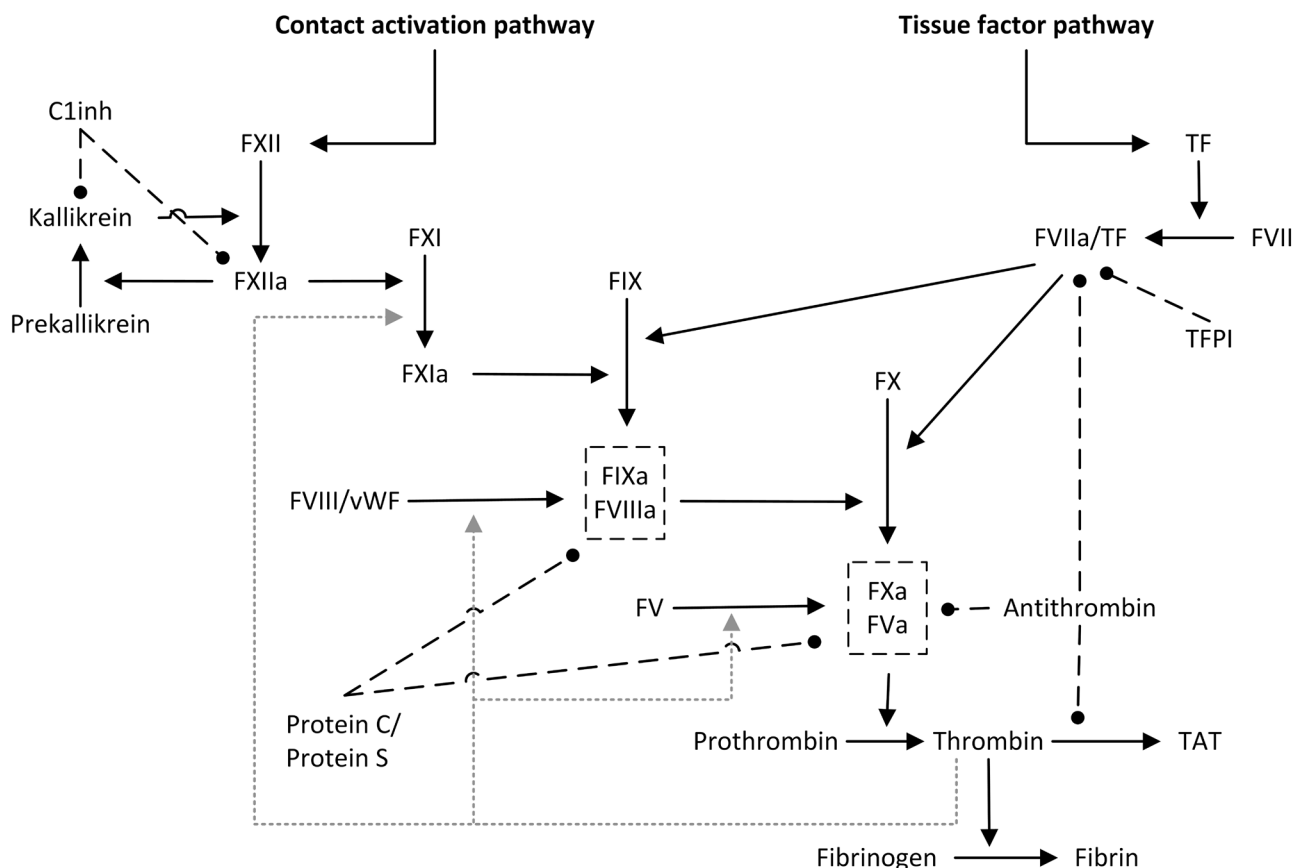 Contact activation pathway
Tissue factor pathway
C1inh
FXII
TF
Kallikrein
FXI
FVIIa/TF
FVII
FXIIa
FIX
Prekallikrein
TFPI
FXIa
FX
FIXa
FVIII/vWF
FVIIIa
FXa
FV
Antithrombin
FVa
Protein C/
Protein S
Prothrombin
Thrombin
TAT
Fibrinogen
Fibrin